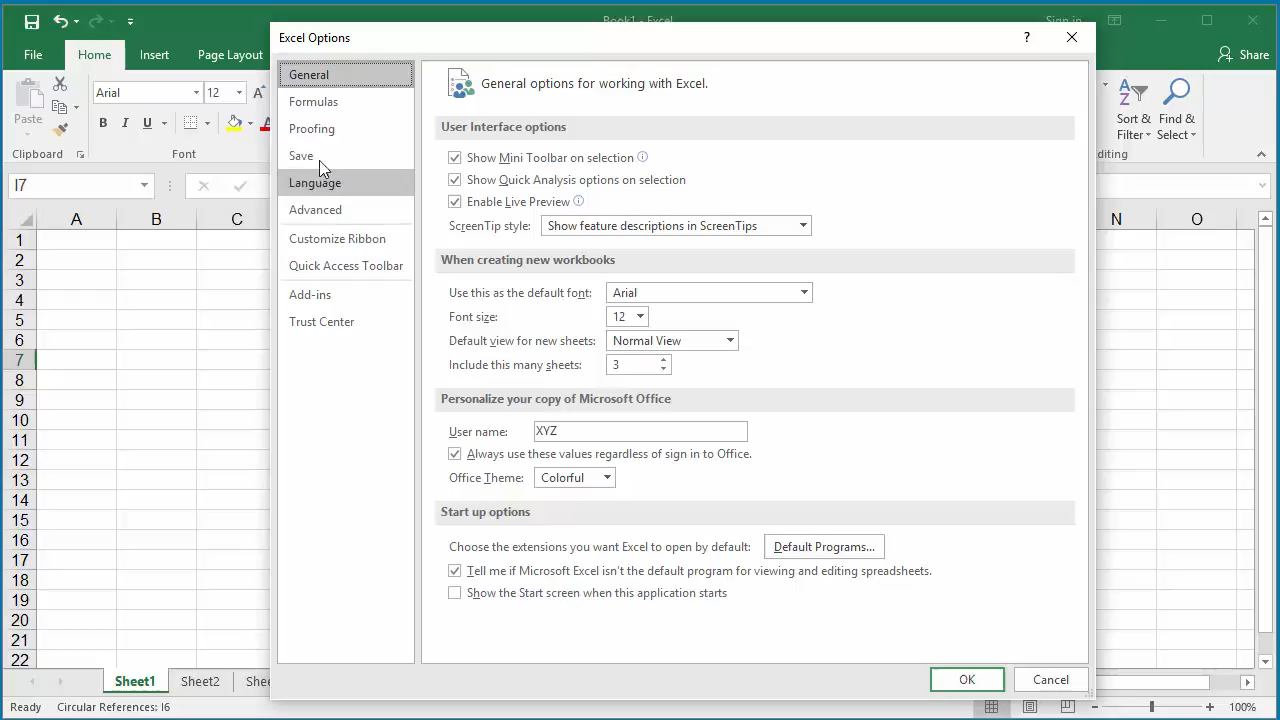 Book1 - Excel
Sign in
File Home Insert Page Layout Share
Paste
Arial 12 A
B I U A
Clipboard Font
A Z
Sort & Filter
Find & Select
diting
I7
A B C N O
1
2
3
4
5
6
7
8
9
10
11
12
13
14
15
16
17
18
19
20
21
22
Sheet1 Sheet2 She
Ready Circular References: I6 100%
Excel Options ?
General
Formulas
Proofing
Save
Language
Advanced
Customize Ribbon
Quick Access Toolbar
Add-ins
Trust Center
General options for working with Excel.
User Interface options
Show Mini Toolbar on selection
Show Quick Analysis options on selection
Enable Live Preview
ScreenTip style: Show feature descriptions in ScreenTips
When creating new workbooks
Use this as the default font: Arial
Font size: 12
Default view for new sheets: Normal View
Include this many sheets: 3
Personalize your copy of Microsoft Office
User name: XYZ
Always use these values regardless of sign in to Office.
Office Theme: Colorful
Start up options
Choose the extensions you want Excel to open by default: Default Programs...
Tell me if Microsoft Excel isn't the default program for viewing and editing spreadsheets.
Show the Start screen when this application starts
OK Cancel